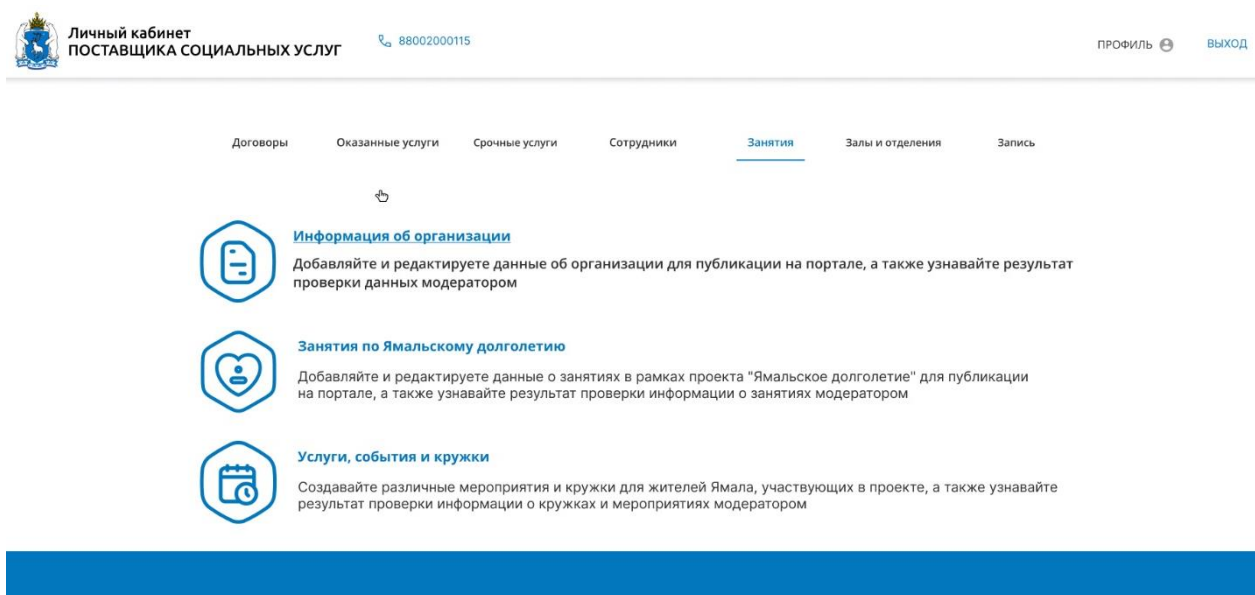 Личный кабинет
ПОСТАВЩИКА СОЦИАЛЬНЫХ УСЛУГ
88002000115
ПРОФИЛЬ
ВЫХОД
Договоры
Оказанные услуги
Срочные услуги
Сотрудники
Занятия
Залы и отделения
Запись
Информация об организации
Добавляйте и редактируете данные об организации для публикации на портале, а также узнавайте результат
проверки данных модератором
Занятия по Ямальскому долголетию
Добавляйте и редактируете данные о занятиях в рамках проекта "Ямальское долголетие" для публикации
на портале, а также узнавайте результат проверки информации о занятиях модератором
Услуги, события и кружки
Создавайте различные мероприятия и кружки для жителей Ямала, участвующих в проекте, а также узнавайте
результат проверки информации о кружках и мероприятиях модератором